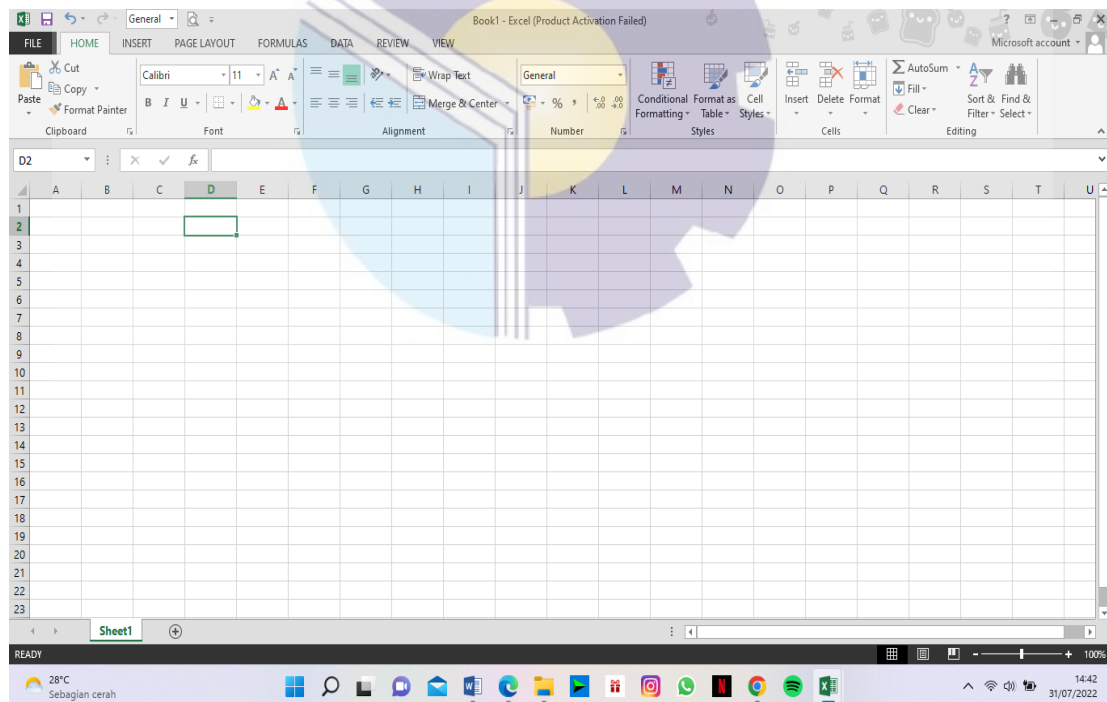 General
Book1 - Excel (Product Activation Failed)
FILE HOME INSERT PAGE LAYOUT FORMULAS DATA REVIEW VIEW
Microsoft account
Paste
Cut
Copy
Format Painter
Clipboard
Calibri 11
B I U
Font
Wrap Text
Merge & Center
Alignment
General
%
Number
Conditional Formatting
Format as Table
Cell Styles
Styles
Insert Delete Format
Cells
AutoSum
Fill
Clear
Sort & Filter
Find & Select
Editing
D2
fx
A B C D E F G H I J K L M N O P Q R S T U
1
2
3
4
5
6
7
8
9
10
11
12
13
14
15
16
17
18
19
20
21
22
23
Sheet1
READY
100%
28°C
Sebagian cerah
14:42
31/07/2022